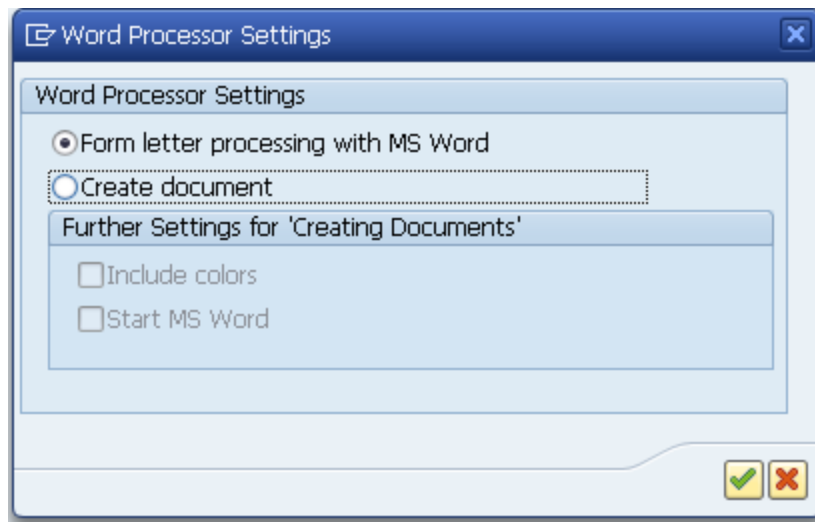 Word Processor Settings
Word Processor Settings
Form letter processing with MS Word
Create document
Further Settings for 'Creating Documents'
Include colors
Start MS Word